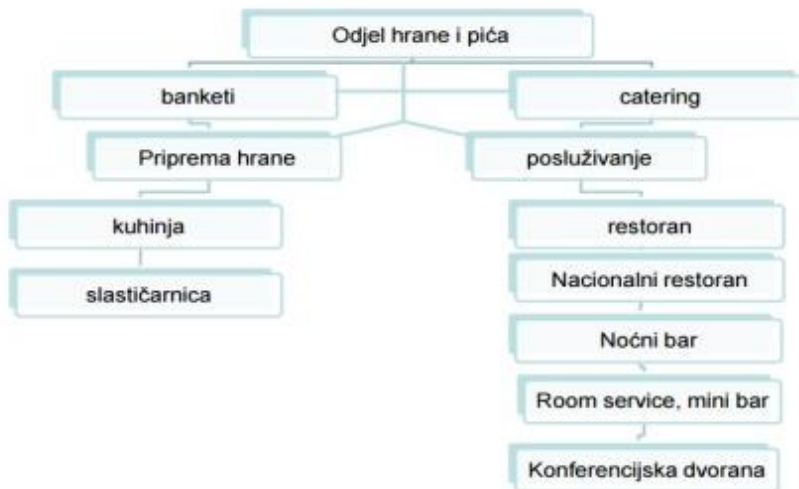 Odjel hrane i pića
banketi
catering
Priprema hrane
posluživanje
kuhinja
restoran
slastičarnica
Nacionalni restoran
Noćni bar
Room service, mini bar
Konferencijska dvorana